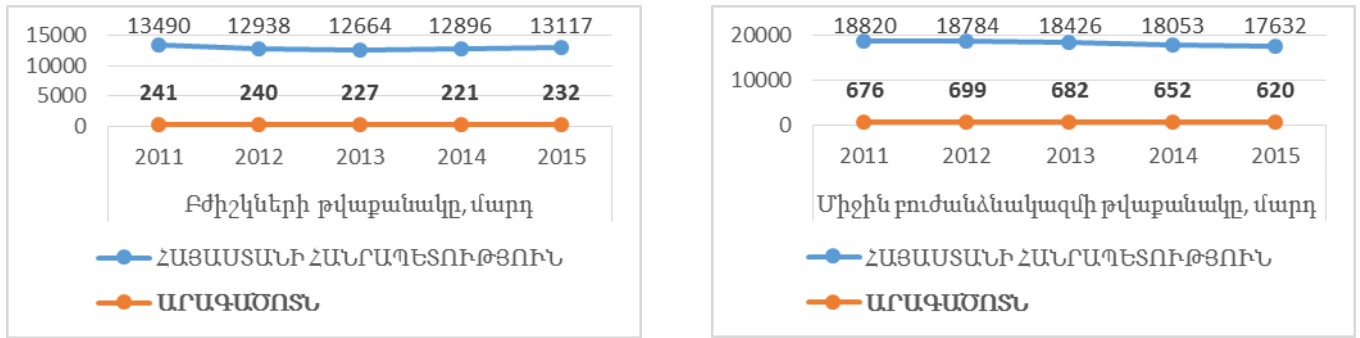 13490 12938 12664 12896 13117
15000
10000
5000
241 240 227 221 232
0
2011 2012 2013 2014 2015
Բժիշկների թվաքանակը, մարդ
ՀԱՅԱՍՏԱՆԻ ՀԱՆՐԱՊԵՏՈՒԹՅՈՒՆ
ԱՐԱԳԱԾՈՏՆ
18820 18784 18426 18053 17632
20000
10000
676 699 682 652 620
0
2011 2012 2013 2014 2015
Միջին բուժանձնակազմի թվաքանակը, մարդ
ՀԱՅԱՍՏԱՆԻ ՀԱՆՐԱՊԵՏՈՒԹՅՈՒՆ
ԱՐԱԳԱԾՈՏՆ